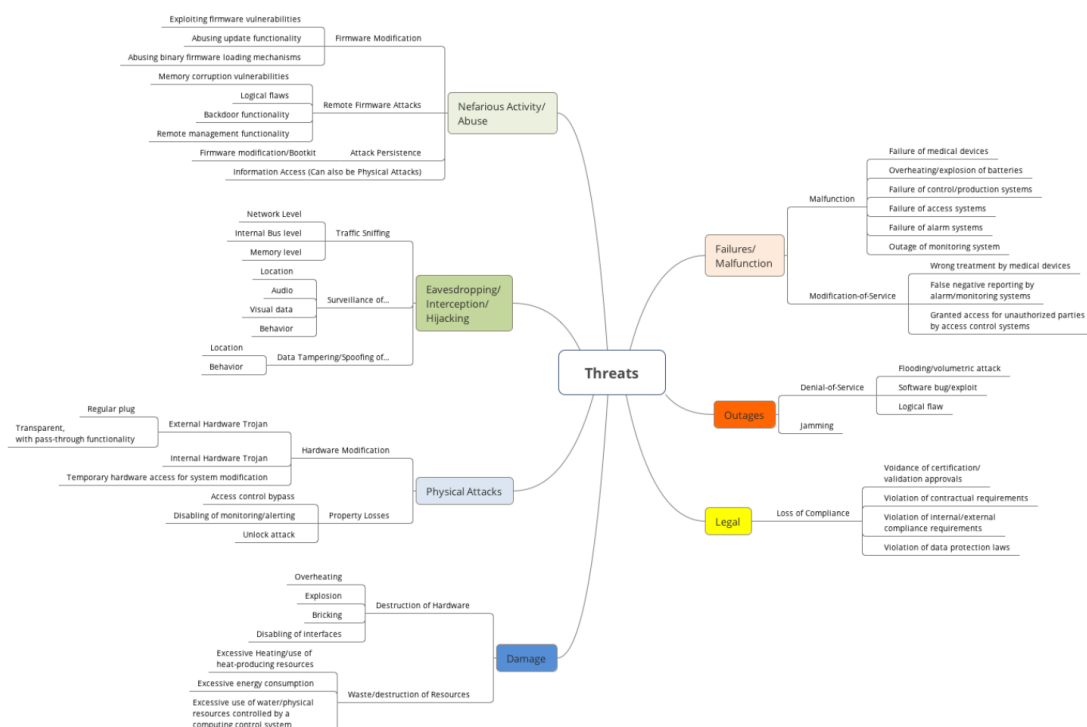 Threats
Nefarious Activity/
Abuse
Firmware Modification
Exploiting firmware vulnerabilities
Abusing update functionality
Abusing binary firmware loading mechanisms
Remote Firmware Attacks
Memory corruption vulnerabilities
Logical flaws
Backdoor functionality
Remote management functionality
Attack Persistence
Firmware modification/Bootkit
Information Access (Can also be Physical Attacks)
Eavesdropping/
Interception/
Hijacking
Traffic Sniffing
Network Level
Internal Bus level
Memory level
Surveillance of...
Location
Audio
Visual data
Behavior
Data Tampering/Spoofing of...
Location
Behavior
Physical Attacks
Hardware Modification
External Hardware Trojan
Regular plug
Transparent,
with pass-through functionality
Internal Hardware Trojan
Temporary hardware access for system modification
Property Losses
Access control bypass
Disabling of monitoring/alerting
Unlock attack
Damage
Destruction of Hardware
Overheating
Explosion
Bricking
Disabling of interfaces
Waste/destruction of Resources
Excessive Heating/use of
heat-producing resources
Excessive energy consumption
Excessive use of water/physical
resources controlled by a
computing control system
Failures/
Malfunction
Malfunction
Failure of medical devices
Overheating/explosion of batteries
Failure of control/production systems
Failure of access systems
Failure of alarm systems
Outage of monitoring system
Modification-of-Service
Wrong treatment by medical devices
False negative reporting by
alarm/monitoring systems
Granted access for unauthorized parties
by access control systems
Outages
Denial-of-Service
Flooding/volumetric attack
Software bug/exploit
Logical flaw
Jamming
Legal
Loss of Compliance
Voidance of certification/
validation approvals
Violation of contractual requirements
Violation of internal/external
compliance requirements
Violation of data protection laws